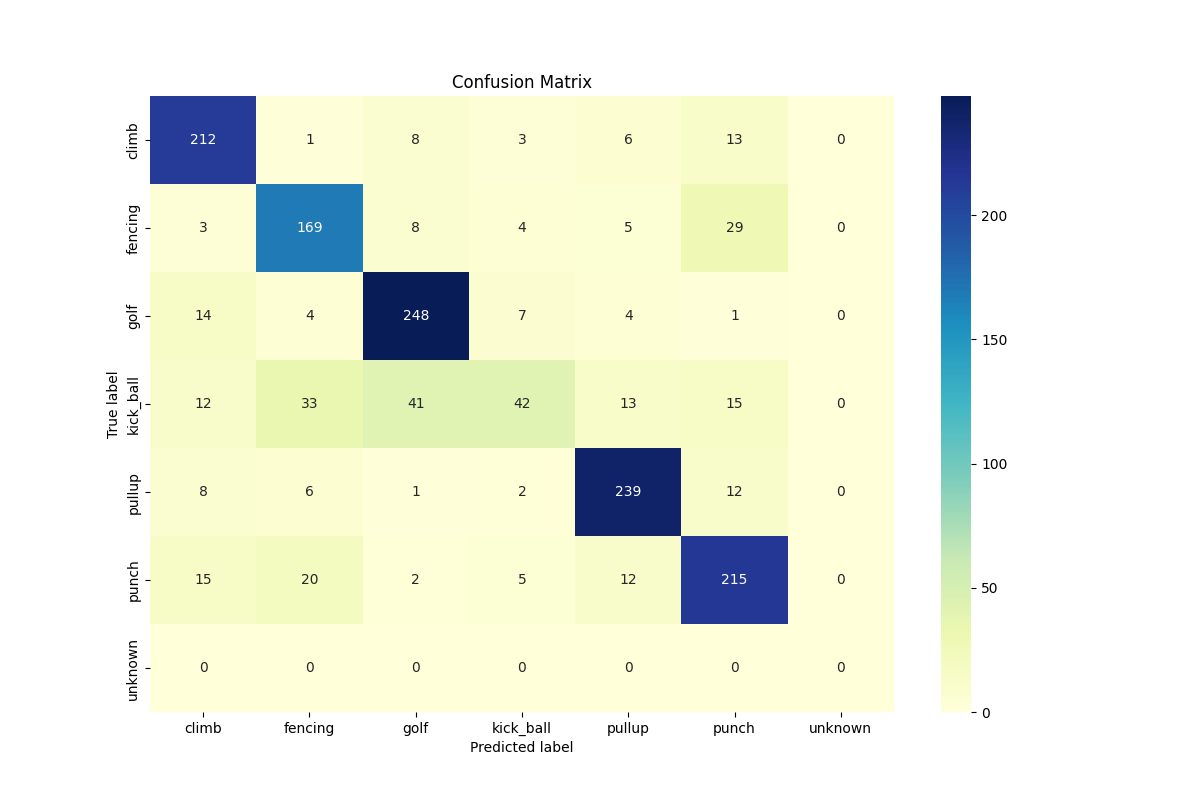 Confusion Matrix
climb 212 1 8 3 6 13 0
fencing 3 169 8 4 5 29 0
golf 14 4 248 7 4 1 0
kick_ball 12 33 41 42 13 15 0
pullup 8 6 1 2 239 12 0
punch 15 20 2 5 12 215 0
unknown 0 0 0 0 0 0 0
climb fencing golf kick_ball pullup punch unknown
Predicted label
True label
200
150
100
50
0